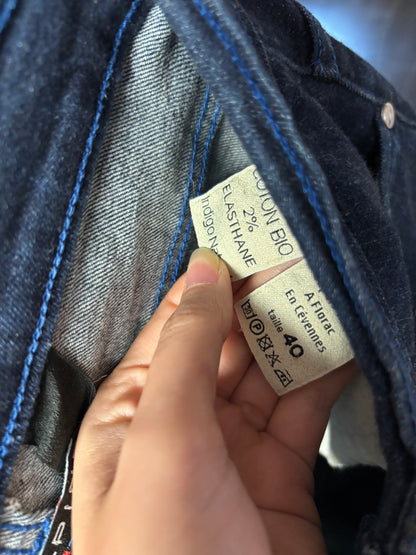 COTON BIO
2%
ELASTHANE
Indigo
A Florac
En Cévennes
taille 40